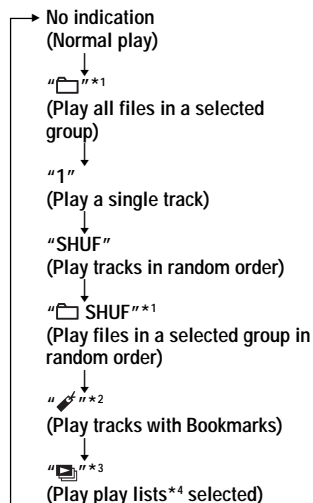 No indication
(Normal play)
“ ”*1
(Play all files in a selected
group)
“1”
(Play a single track)
“SHUF”
(Play tracks in random order)
“ SHUF”*1
(Play files in a selected group in
random order)
“ ”*2
(Play tracks with Bookmarks)
“ ”*3
(Play play lists*4 selected)